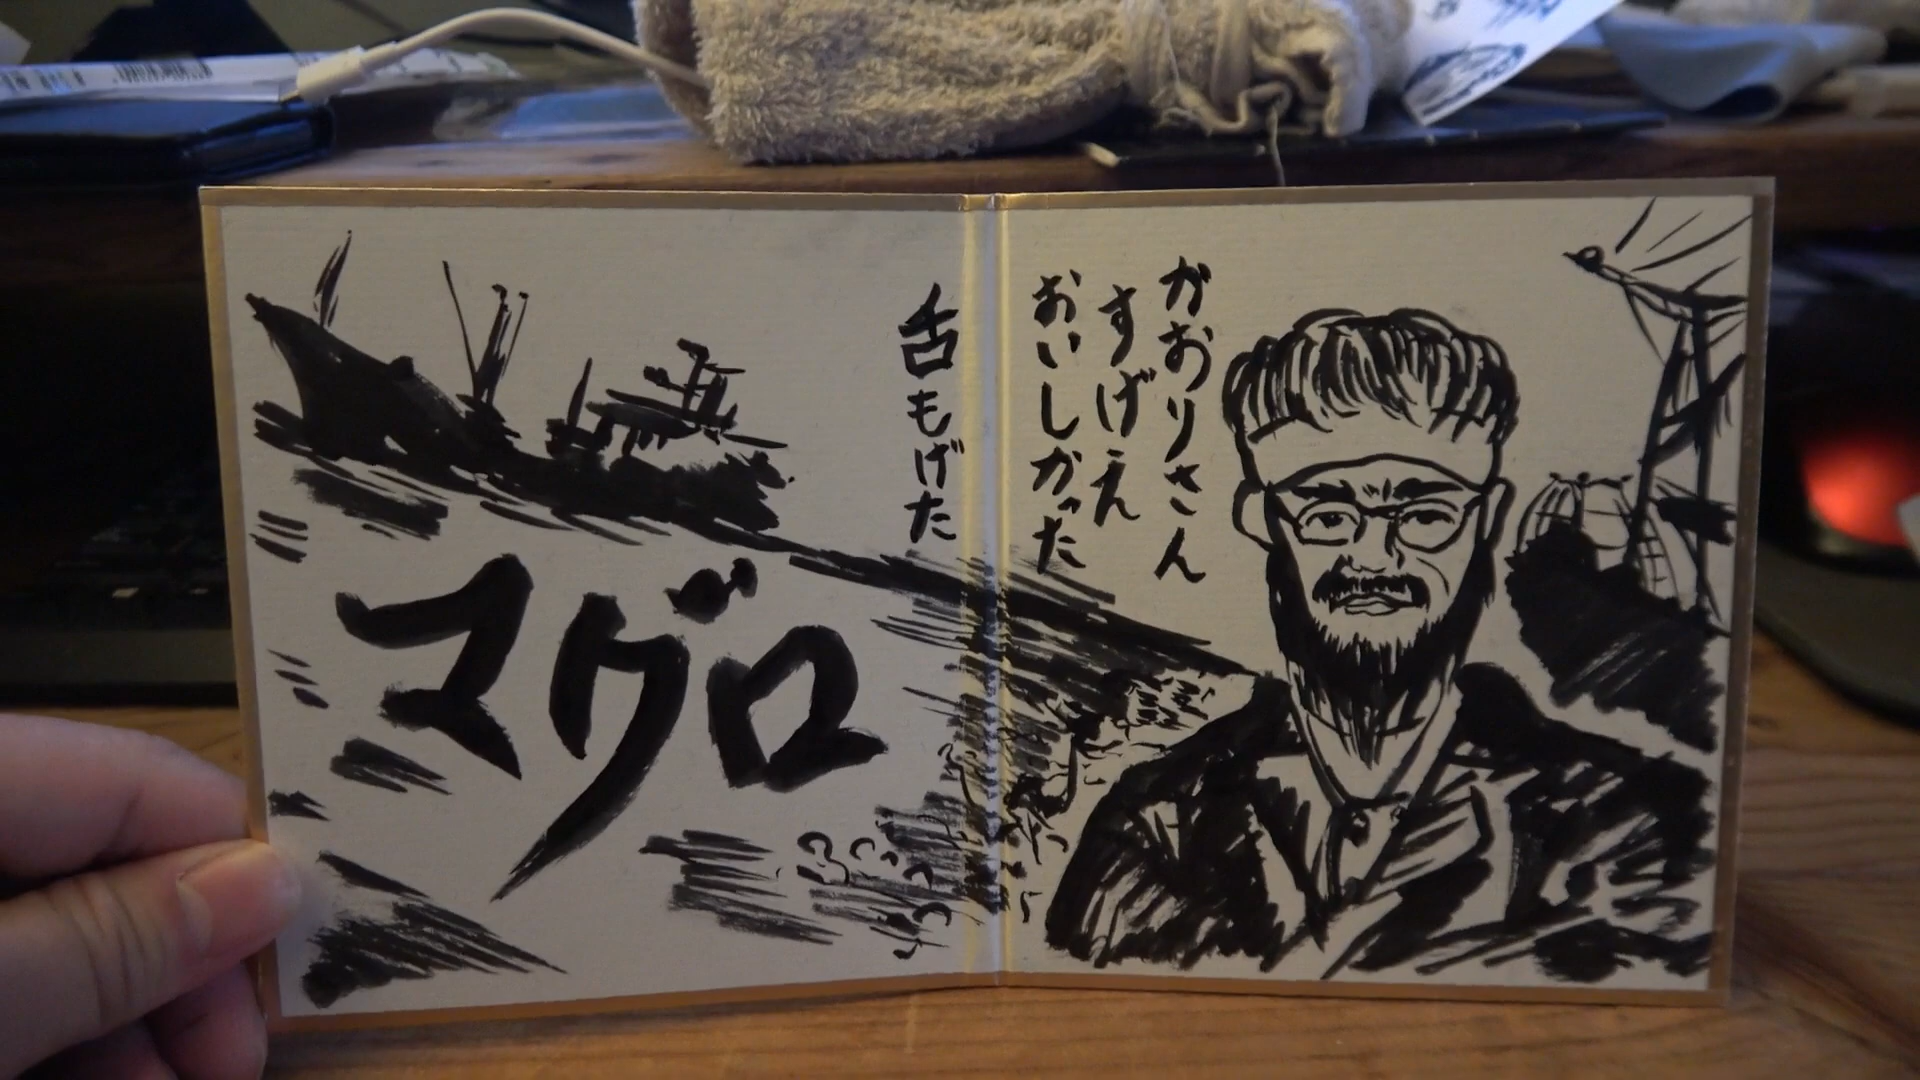 かおりさん
すげえ
おいしかった
舌もげた
マグロ